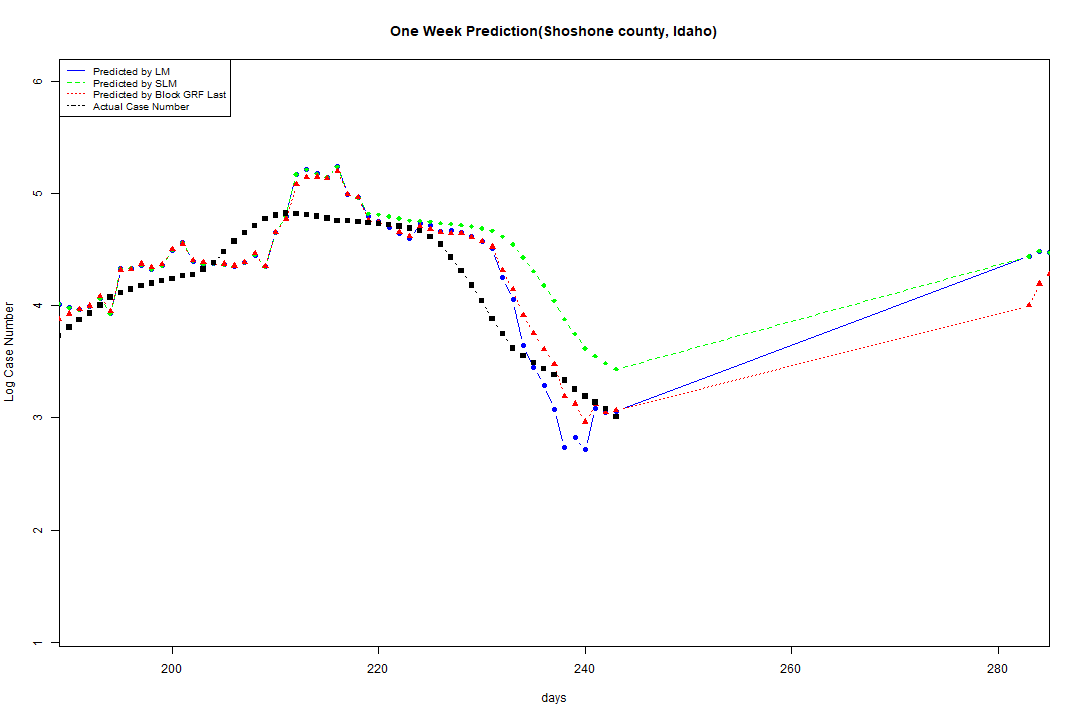 One Week Prediction(Shoshone county, Idaho)
Predicted by LM
Predicted by SLM
Predicted by Block GRF Last
Actual Case Number
Log Case Number
6
5
4
3
2
1
200 220 240 260 280
days